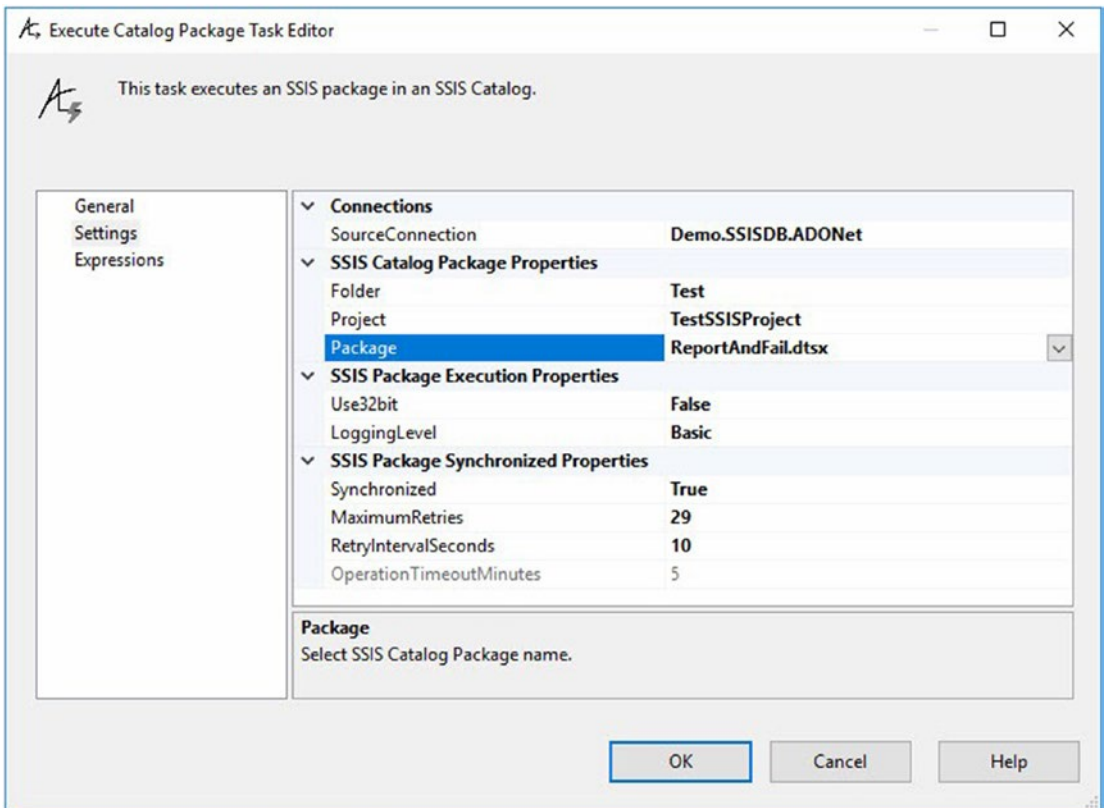 Execute Catalog Package Task Editor
This task executes an SSIS package in an SSIS Catalog.
General
Settings
Expressions
Connections
SourceConnection Demo.SSISDB.ADONet
SSIS Catalog Package Properties
Folder Test
Project TestSSISProject
Package ReportAndFail.dtsx
SSIS Package Execution Properties
Use32bit False
LoggingLevel Basic
SSIS Package Synchronized Properties
Synchronized True
MaximumRetries 29
RetryIntervalSeconds 10
OperationTimeoutMinutes 5
Package
Select SSIS Catalog Package name.
OK Cancel Help